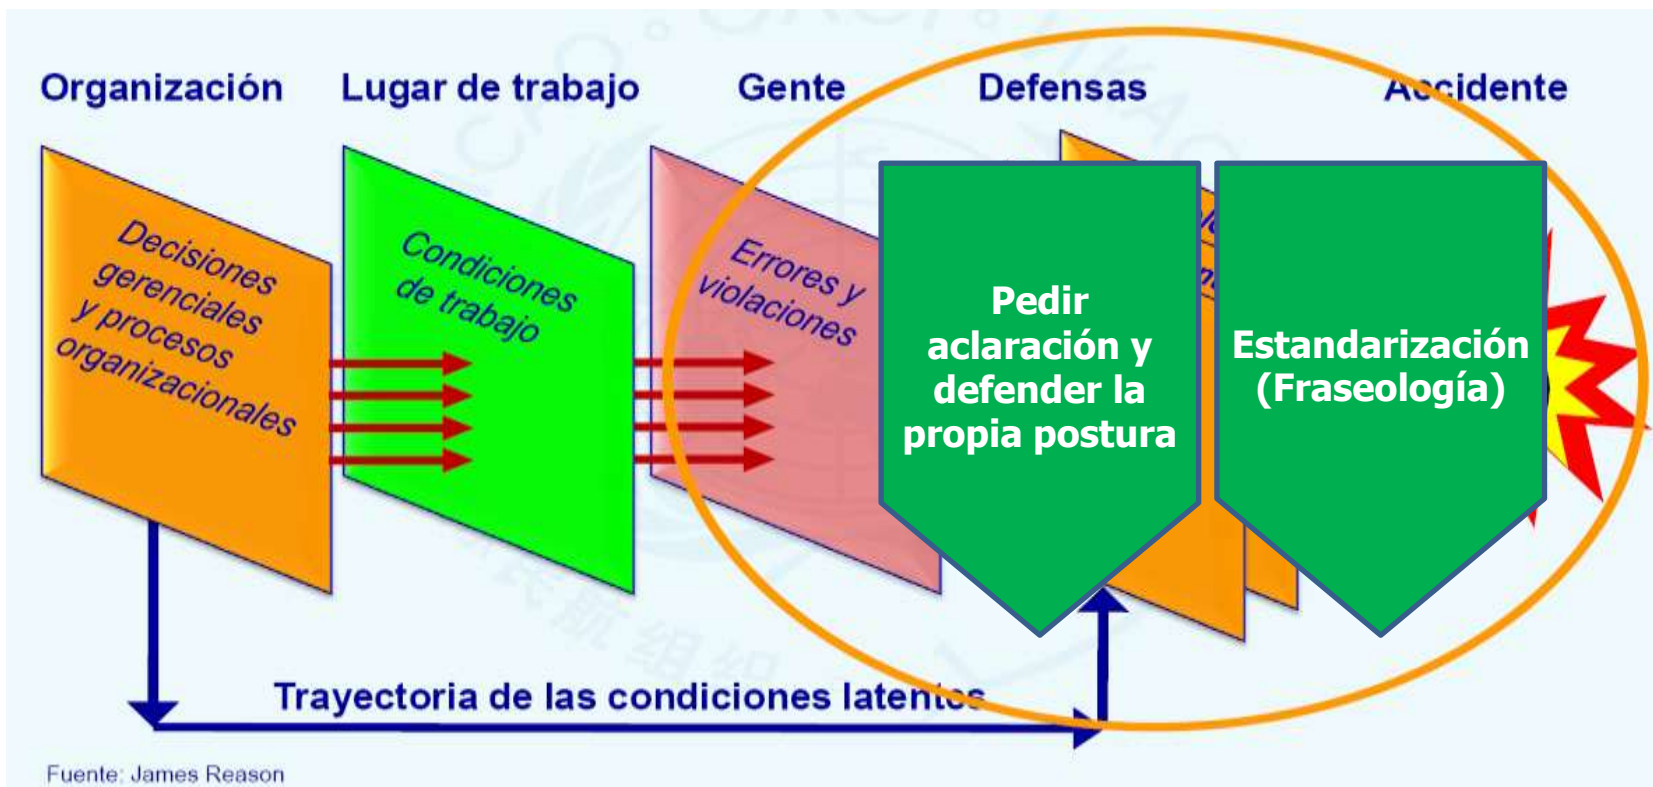 Organización
Lugar de trabajo
Gente
Defensas
Accidente
Decisiones
gerenciales
y procesos
organizacionales
Condiciones
de trabajo
Errores y
violaciones
Pedir
aclaración y
defender la
propia postura
Estandarización
(Fraseología)
Trayectoria de las condiciones latentes
Fuente: James Reason